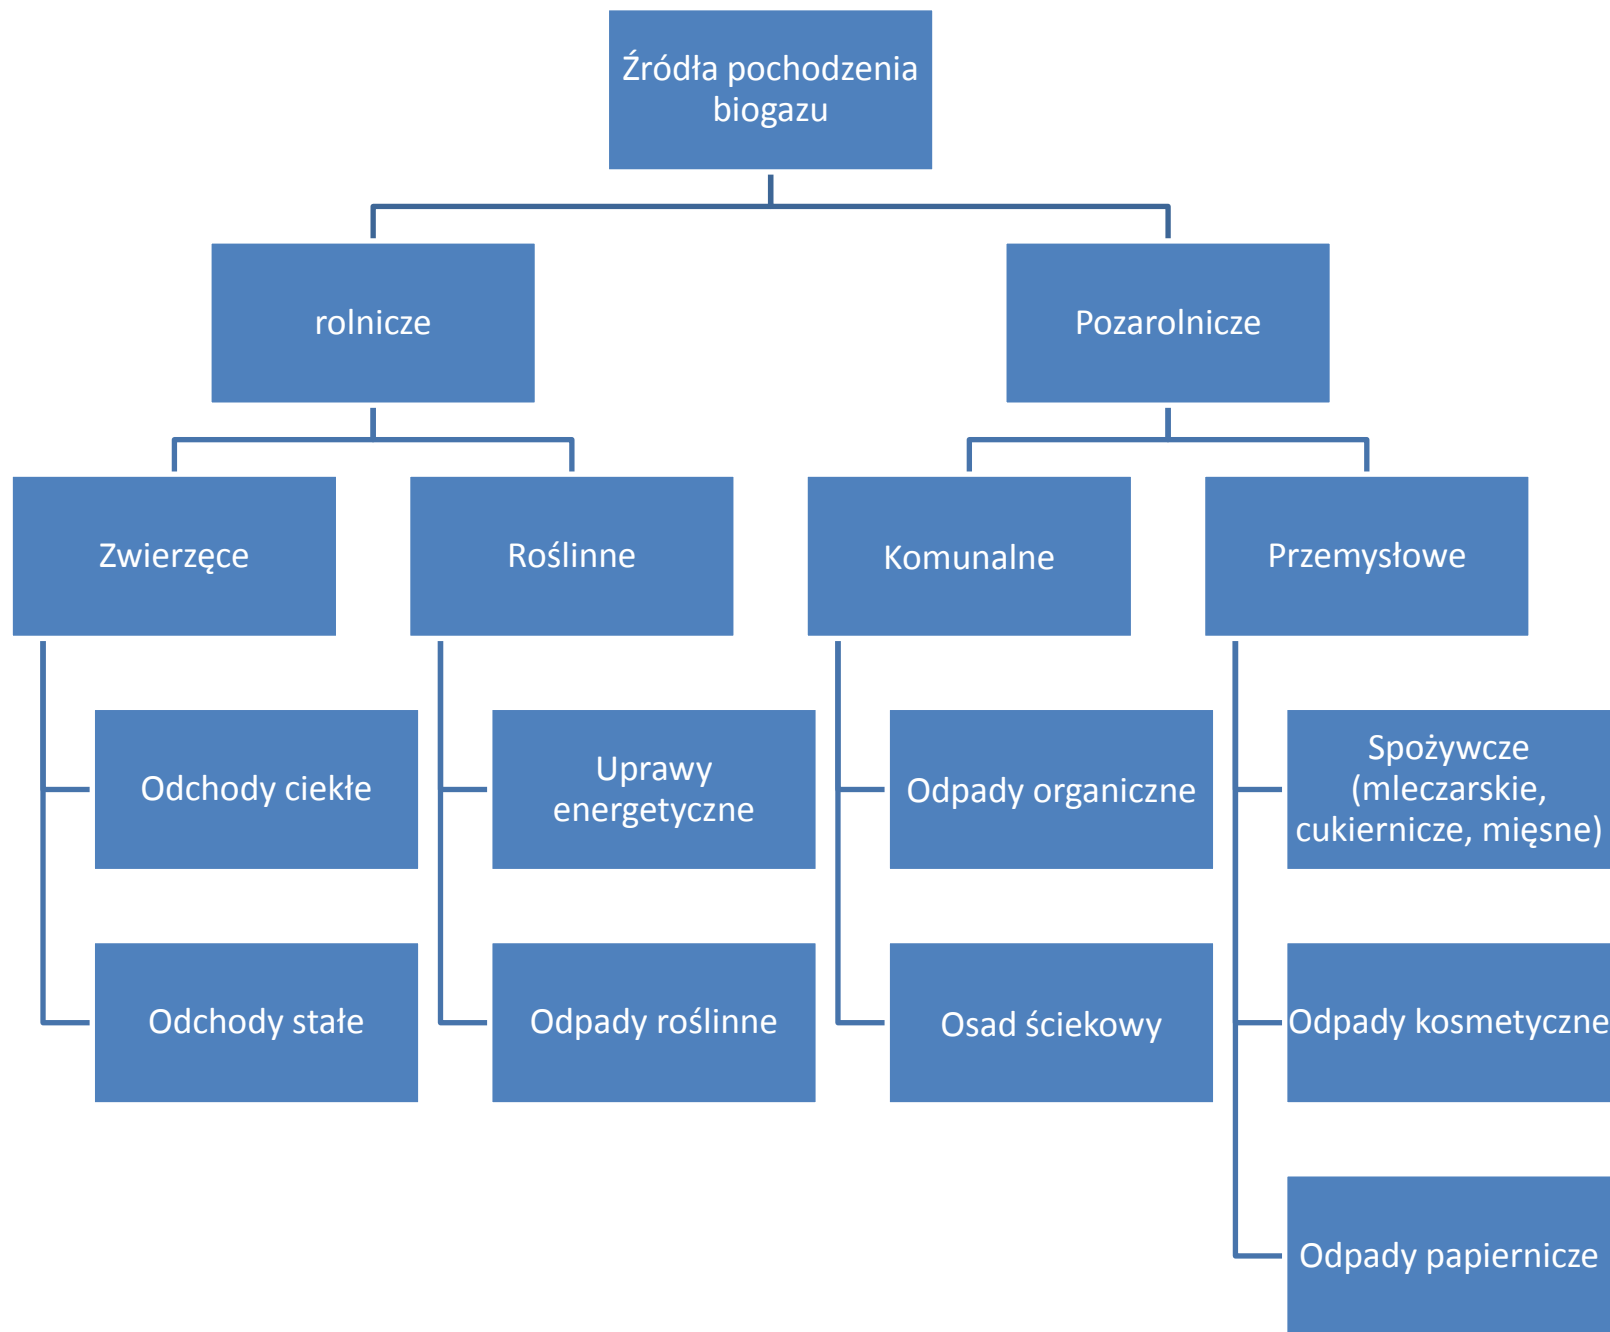 Źródła pochodzenia
biogazu
rolnicze
Pozarolnicze
Zwierzęce
Roślinne
Komunalne
Przemysłowe
Odchody ciekłe
Uprawy
energetyczne
Odpady organiczne
Spożywcze
(mleczarskie,
cukiernicze, mięsne)
Odchody stałe
Odpady roślinne
Osad ściekowy
Odpady kosmetyczne
Odpady papiernicze